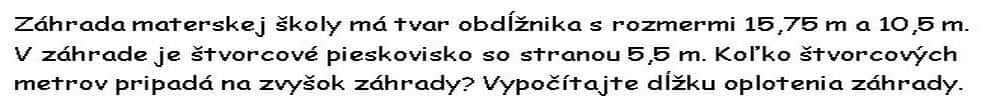 Záhrada materskej školy má tvar obdĺžnika s rozmermi 15,75 m a 10,5 m.
V záhrade je štvorcové pieskovisko so stranou 5,5 m. Koľko štvorcových
metrov pripadá na zvyšok záhrady? Vypočítajte dĺžku oplotenia záhrady.